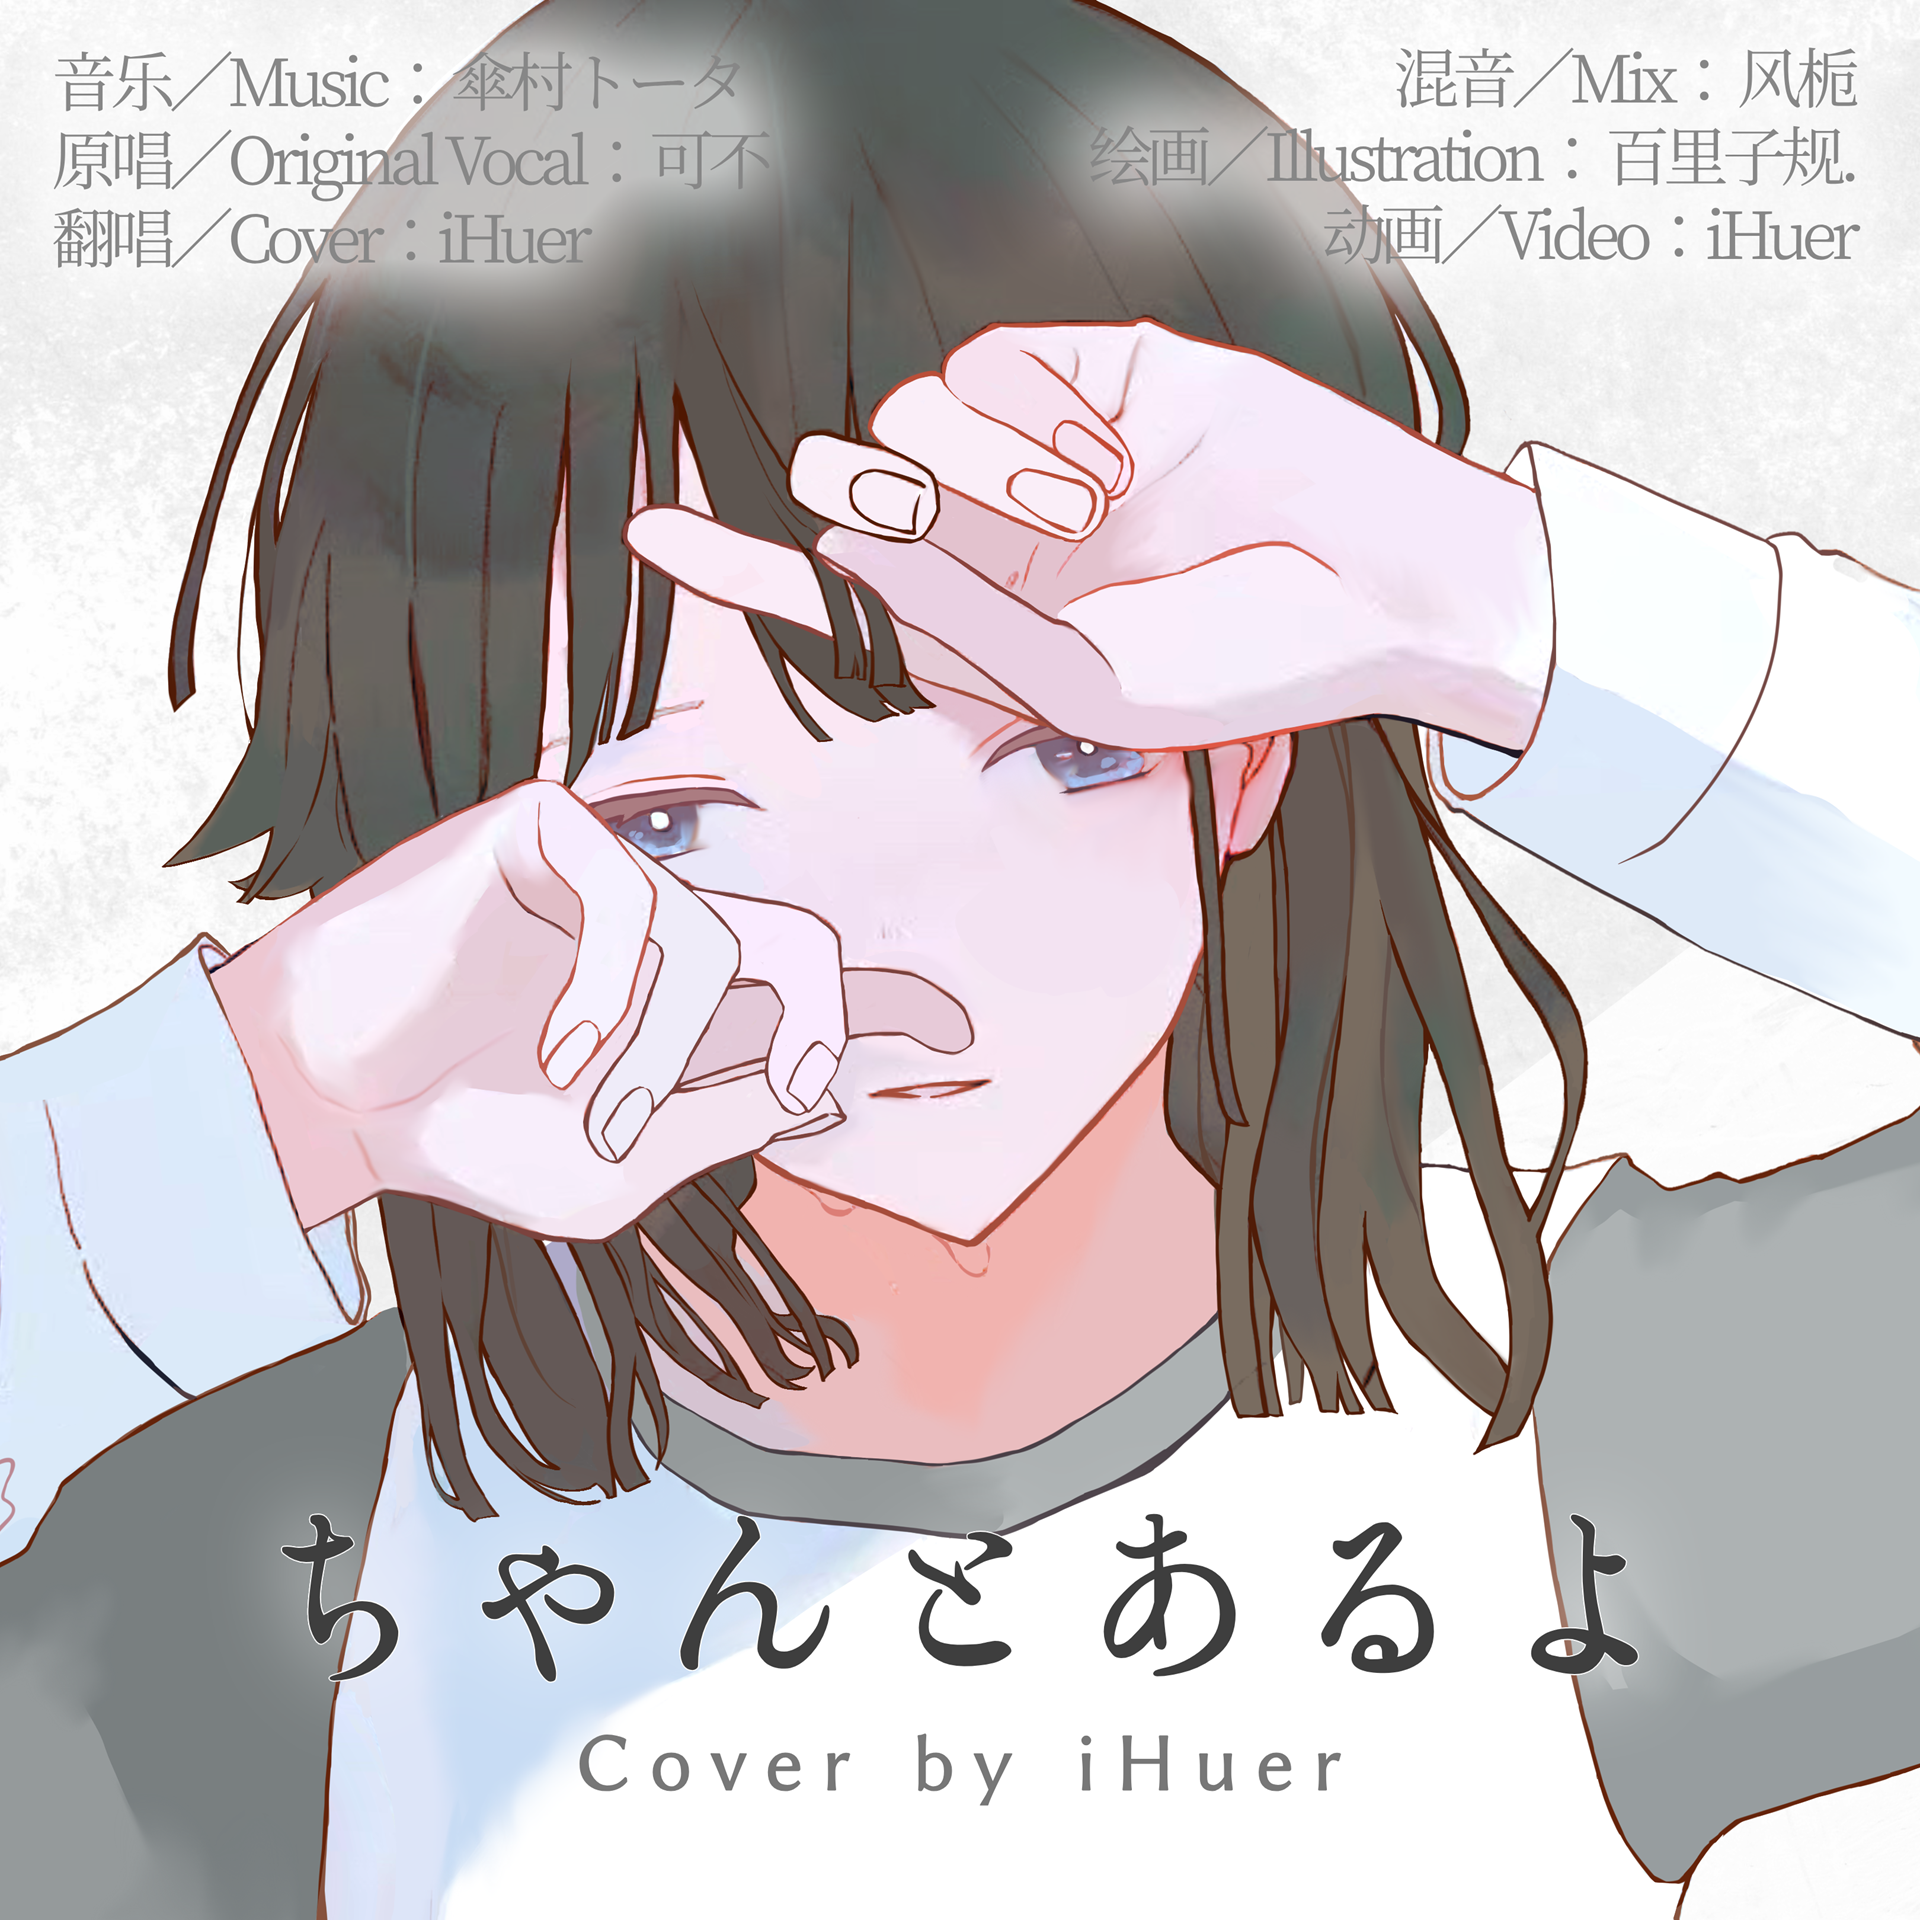 音乐／Music：傘村トータ
原唱／Original Vocal：可不
翻唱／Cover：iHuer
混音／Mix：风栀
绘画／Illustration：百里子规.
动画／Video：iHuer
ちゃんとあるよ
Cover by iHuer